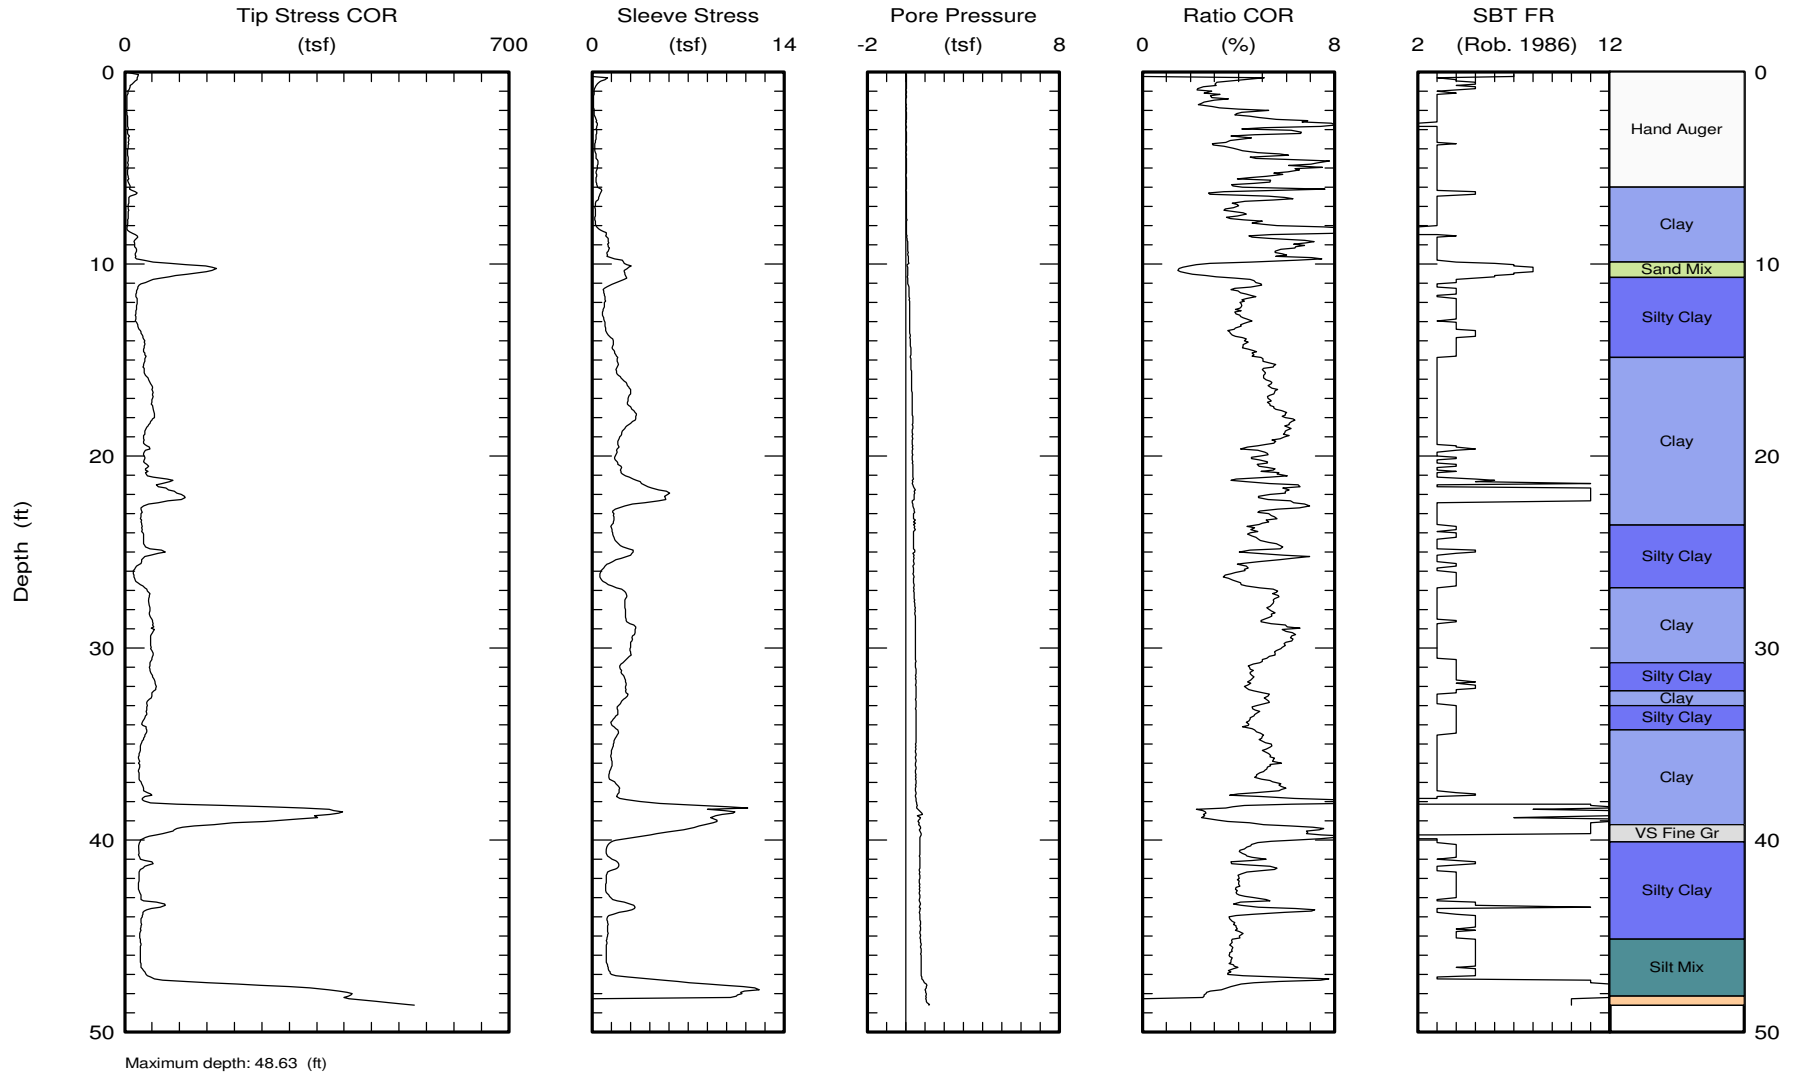 Tip Stress COR Sleeve Stress Pore Pressure Ratio COR SBT FR
0 (tsf) 700 0 (tsf) 14 -2 (tsf) 8 0 (%) 8 2 (Rob. 1986) 12
0 0
Hand Auger
Clay
10 Sand Mix 10
Silty Clay
Clay
20 20
Depth (ft)
Silty Clay
Clay
30 30
Silty Clay
Clay
Silty Clay
Clay
VS Fine Gr
40 40
Silty Clay
Silt Mix
50 50
Maximum depth: 48.63 (ft)